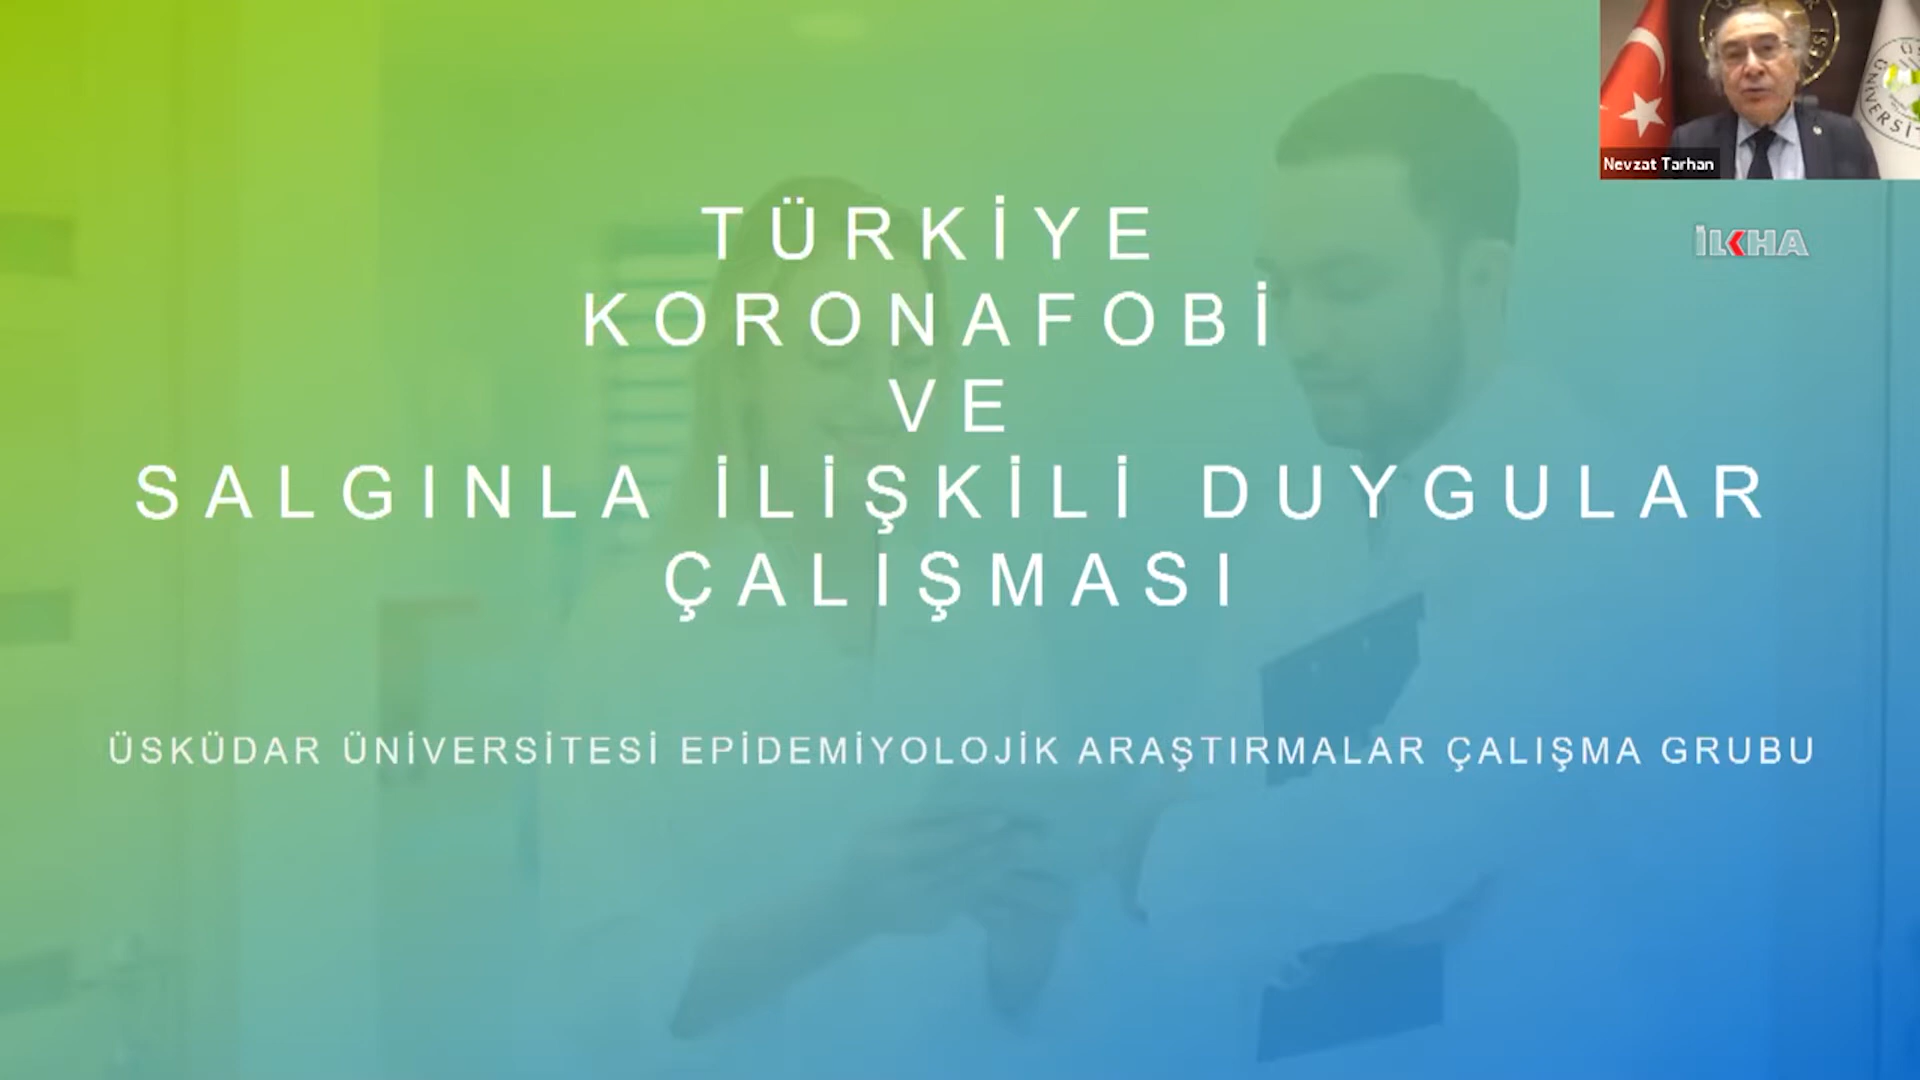 Nevzat Tarhan
İLKHA
TÜRKİYE
KORONAFOBİ
VE
SALGINLA İLİŞKİLİ DUYGULAR
ÇALIŞMASI
ÜSKÜDAR ÜNİVERSİTESİ EPİDEMİYOLOJİK ARAŞTIRMALAR ÇALIŞMA GRUBU